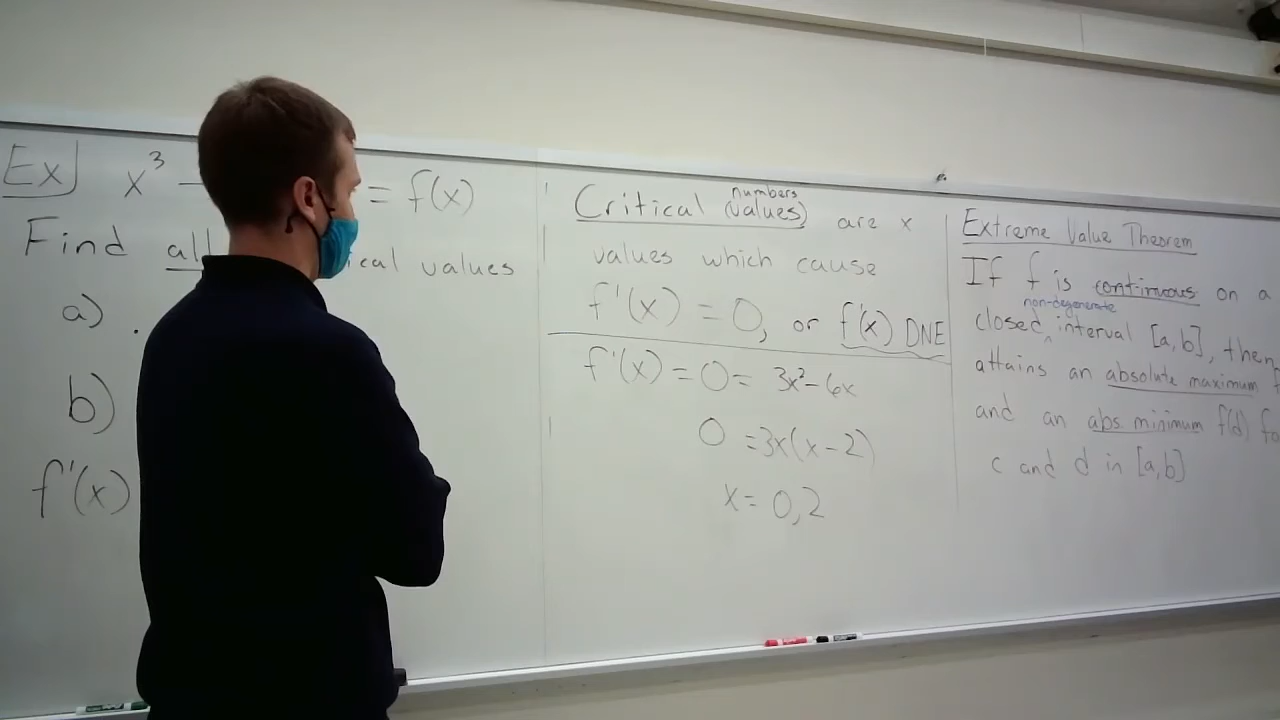 Ex] x³ – = f(x)
Find all ical values
a) .
b)
f'(x)
Critical (values) are x
numbers
values which cause
f'(x) = 0, or f'(x) DNE
f'(x) = 0 = 3x²-6x
0 = 3x(x-2)
x = 0,2
Extreme Value Theorem
If f is continuous on a
non-degenerate
closed ^ interval [a,b], then
attains an absolute maximum
and an abs minimum f(d) fo
c and d in [a,b]